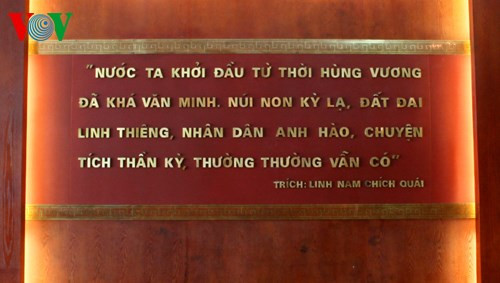 VOV
"NƯỚC TA KHỞI ĐẦU TỪ THỜI HÙNG VƯƠNG
ĐÃ KHÁ VĂN MINH. NÚI NON KỲ LẠ, ĐẤT ĐAI
LINH THIÊNG, NHÂN DÂN ANH HÀO, CHUYỆN
TÍCH THẦN KỲ, THƯỜNG THƯỜNG VẪN CÓ"
TRÍCH: LINH NAM CHÍCH QUÁI